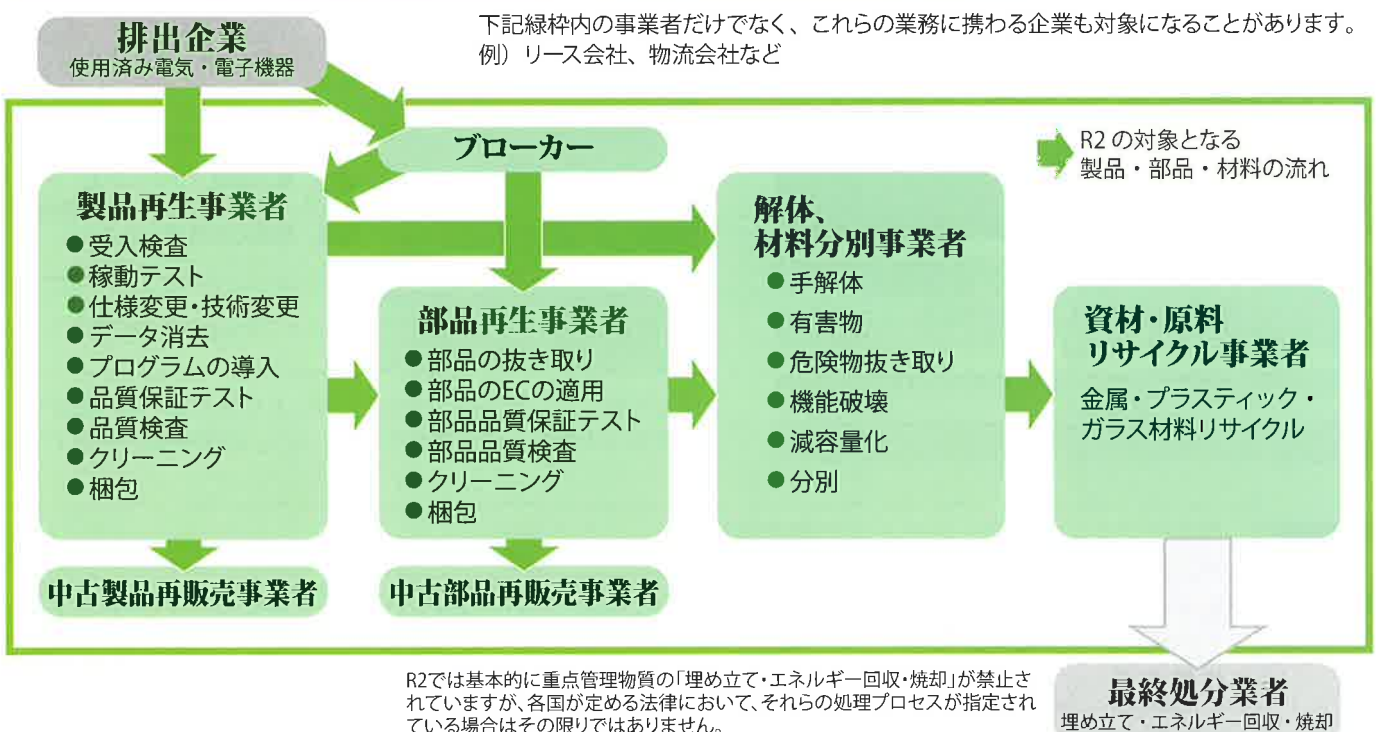 排出企業
使用済み電気・電子機器
下記緑枠内の事業者だけでなく、これらの業務に携わる企業も対象になることがあります。
例）リース会社、物流会社など
ブローカー
R2 の対象となる
製品・部品・材料の流れ
製品再生事業者
●受入検査
●稼動テスト
●仕様変更・技術変更
●データ消去
●プログラムの導入
●品質保証テスト
●品質検査
●クリーニング
●梱包
部品再生事業者
●部品の抜き取り
●部品のECの適用
●部品品質保証テスト
●部品品質検査
●クリーニング
●梱包
解体、
材料分別事業者
●手解体
●有害物
●危険物抜き取り
●機能破壊
●減容量化
●分別
資材・原料
リサイクル事業者
金属・プラスティック・
ガラス材料リサイクル
中古製品再販売事業者
中古部品再販売事業者
R2では基本的に重点管理物質の「埋め立て・エネルギー回収・焼却」が禁止さ
れていますが、各国が定める法律において、それらの処理プロセスが指定され
ている場合はその限りではありません。
最終処分業者
埋め立て・エネルギー回収・焼却